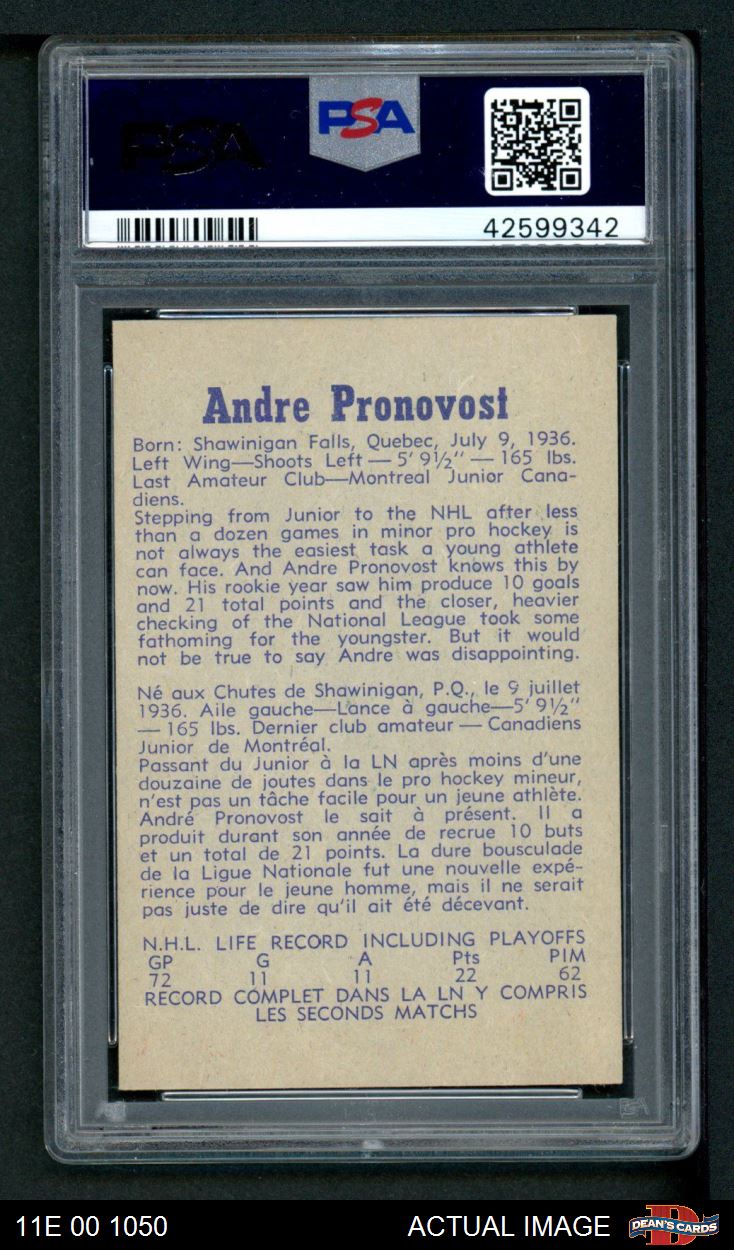 PSA
PSA
42599342
Andre Pronovost
Born: Shawinigan Falls, Quebec, July 9, 1936.
Left Wing—Shoots Left — 5' 9½" — 165 lbs.
Last Amateur Club—Montreal Junior Cana-
diens.
Stepping from Junior to the NHL after less
than a dozen games in minor pro hockey is
not always the easiest task a young athlete
can face. And Andre Pronovost knows this by
now. His rookie year saw him produce 10 goals
and 21 total points and the closer, heavier
checking of the National League took some
fathoming for the youngster. But it would
not be true to say Andre was disappointing.
Né aux Chutes de Shawinigan, P.Q., le 9 juillet
1936. Aile gauche—Lance à gauche—5' 9½"
— 165 lbs. Dernier club amateur — Canadiens
Junior de Montréal.
Passant du Junior à la LN après moins d'une
douzaine de joutes dans le pro hockey mineur,
n'est pas un tâche facile pour un jeune athlète.
André Pronovost le sait à présent. Il a
produit durant son année de recrue 10 buts
et un total de 21 points. La dure bousculade
de la Ligue Nationale fut une nouvelle expé-
rience pour le jeune homme, mais il ne serait
pas juste de dire qu'il ait été décevant.
N.H.L. LIFE RECORD INCLUDING PLAYOFFS
GP G A Pts PIM
72 11 11 22 62
RECORD COMPLET DANS LA LN Y COMPRIS
LES SECONDS MATCHS
11E 00 1050 ACTUAL IMAGE DEAN'S CARDS